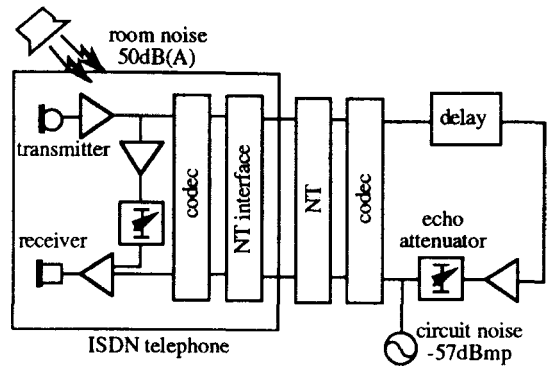 room noise
50dB(A)
transmitter
receiver
codec
NT interface
NT
codec
delay
echo
attenuator
circuit noise
-57dBmp
ISDN telephone